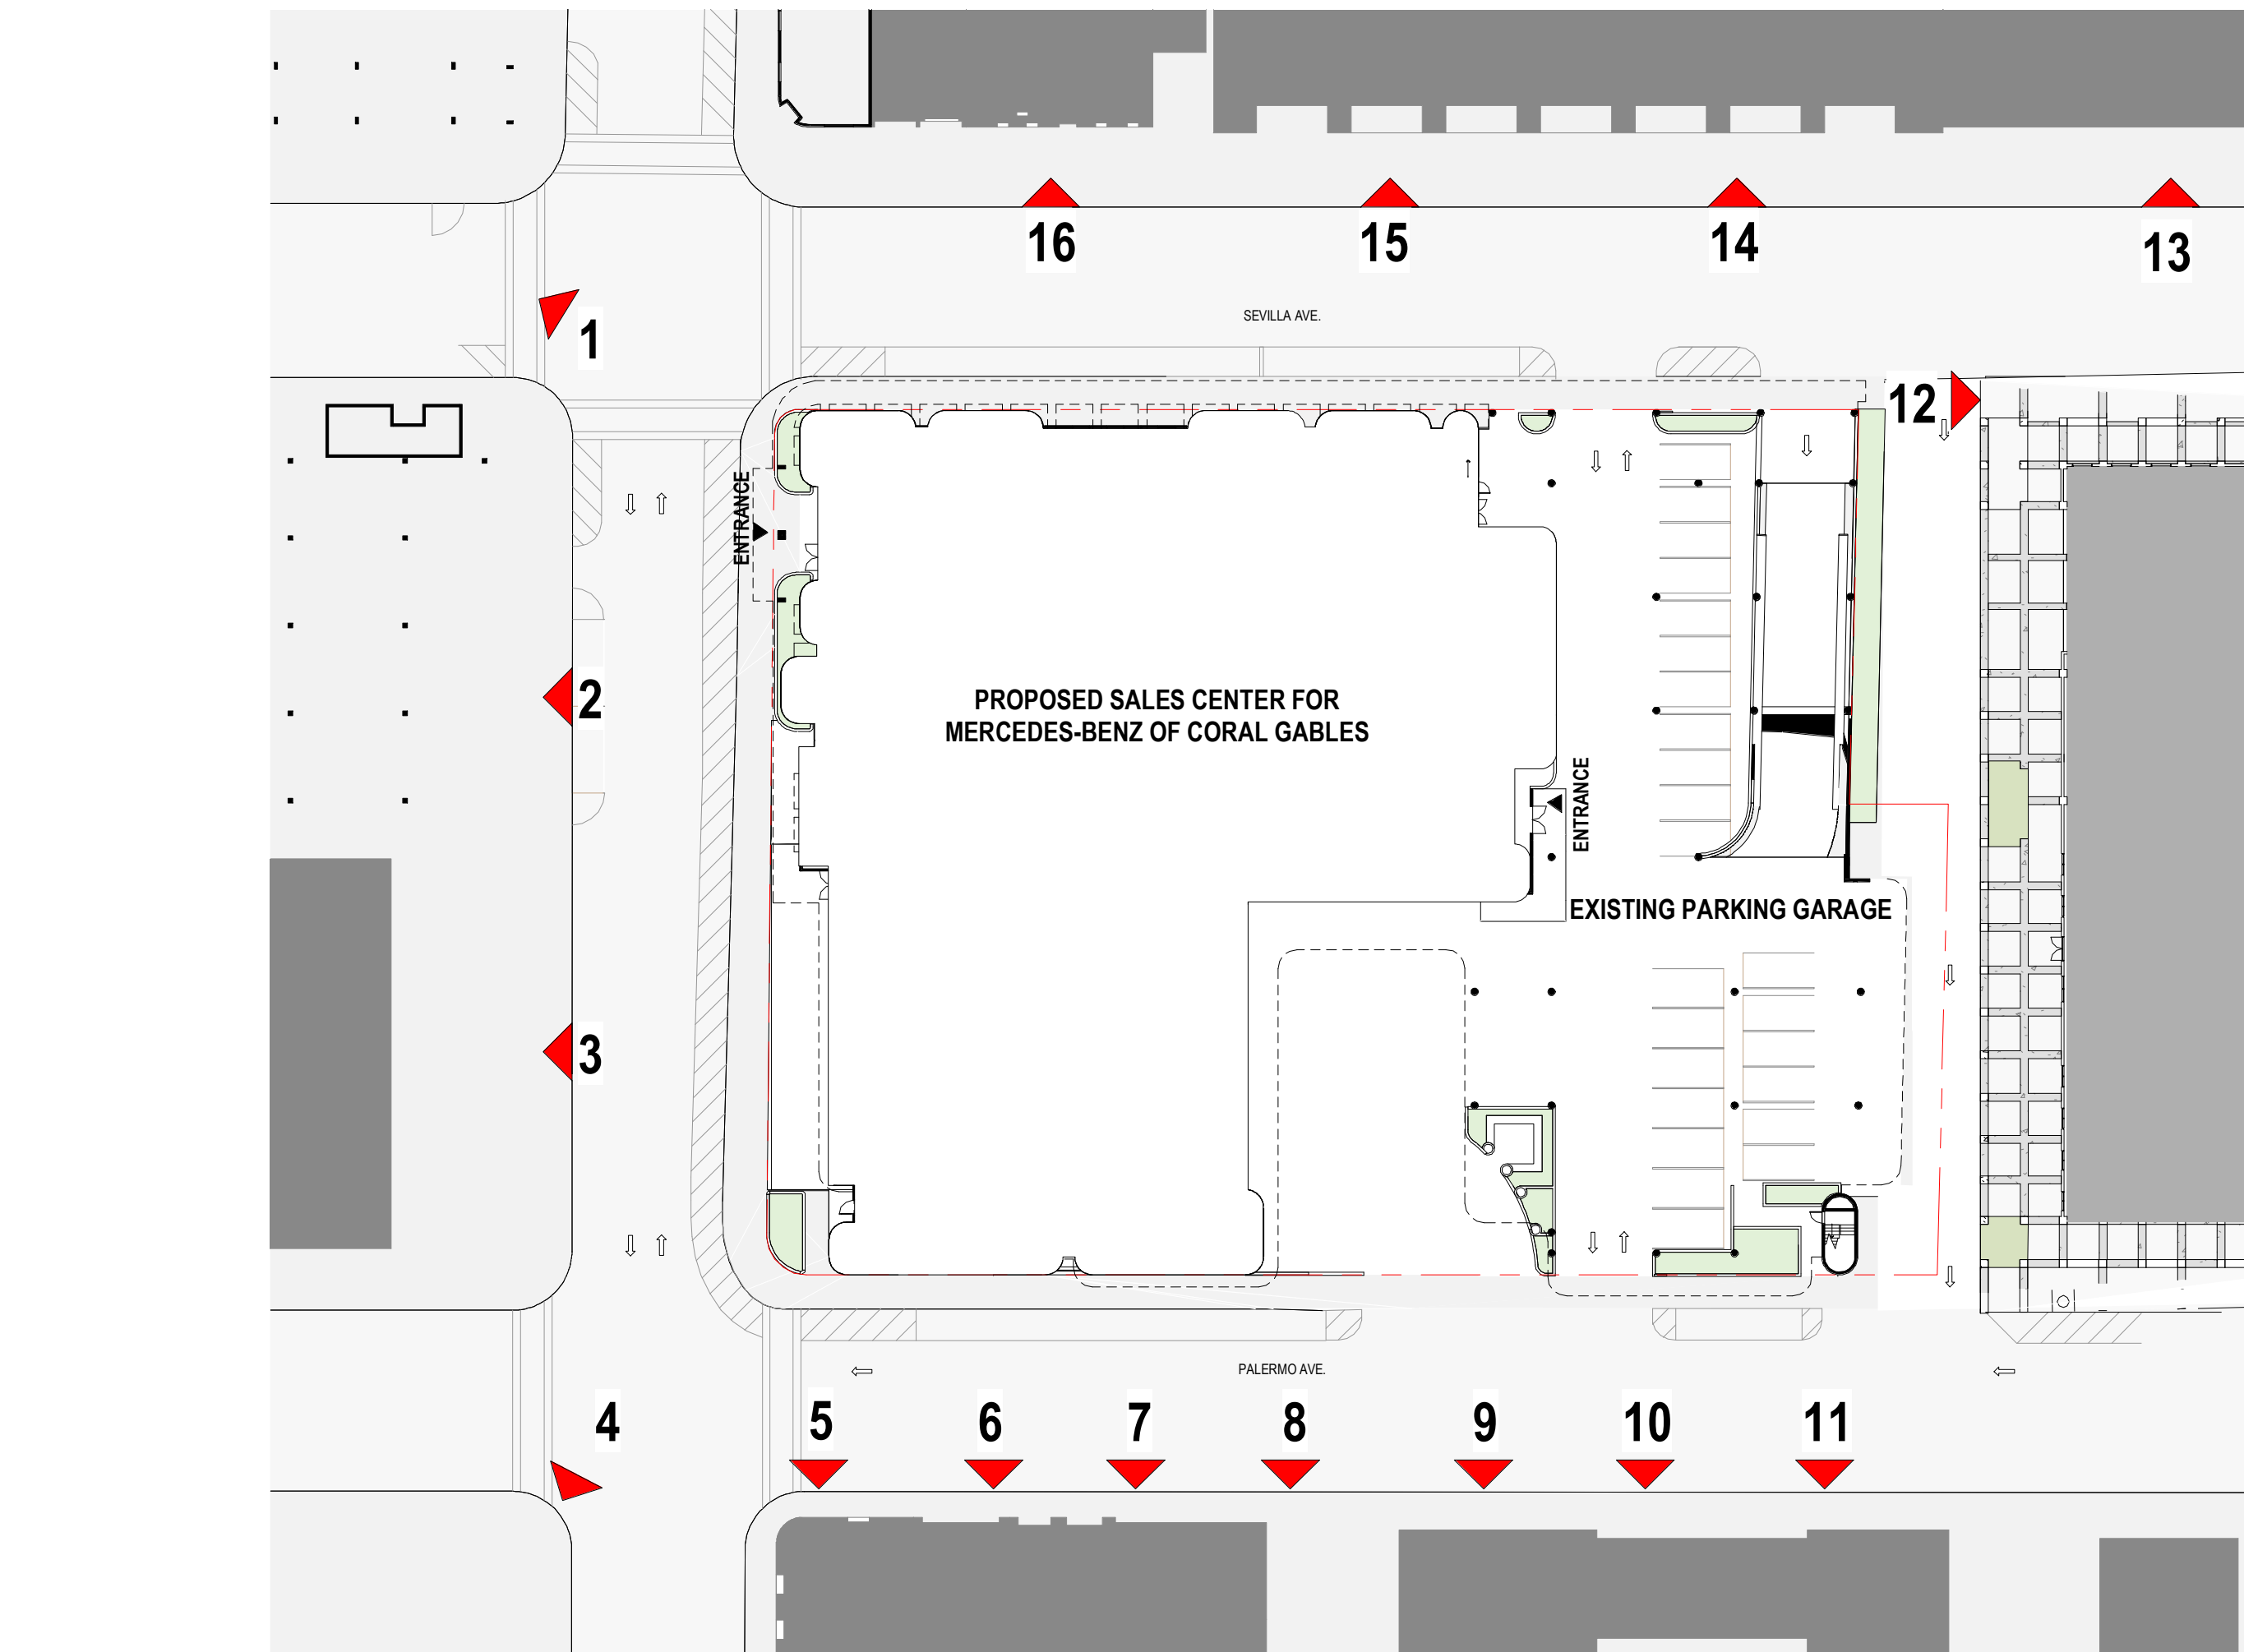 16
15
14
13
1
SEVILLA AVE.
12
ENTRANCE
2
PROPOSED SALES CENTER FOR
MERCEDES-BENZ OF CORAL GABLES
ENTRANCE
EXISTING PARKING GARAGE
3
PALERMO AVE.
4
5
6
7
8
9
10
11